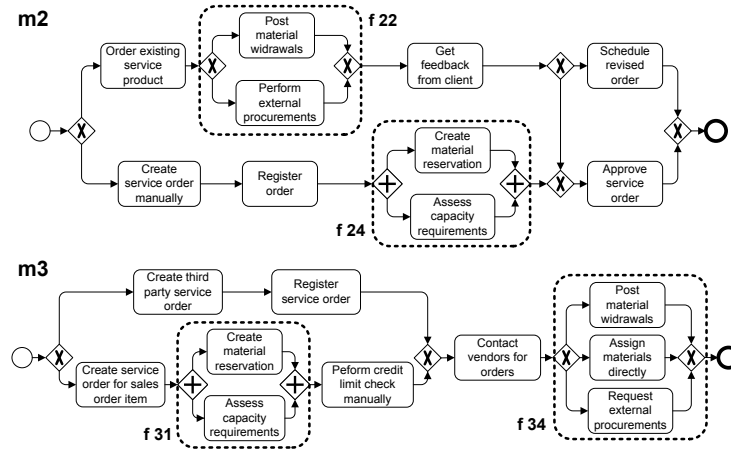 m2
f 22
Order existing
service
product
Post
material
widrawals
Perform
external
procurements
Get
feedback
from client
Schedule
revised
order
Create
service order
manually
Register
order
Create
material
reservation
Assess
capacity
requirements
f 24
Approve
service
order
m3
Create third
party service
order
Register
service order
Create service
order for sales
order item
Create
material
reservation
Assess
capacity
requirements
f 31
Peform credit
limit check
manually
Contact
vendors for
orders
Post
material
widrawals
Assign
materials
directly
Request
external
procurements
f 34